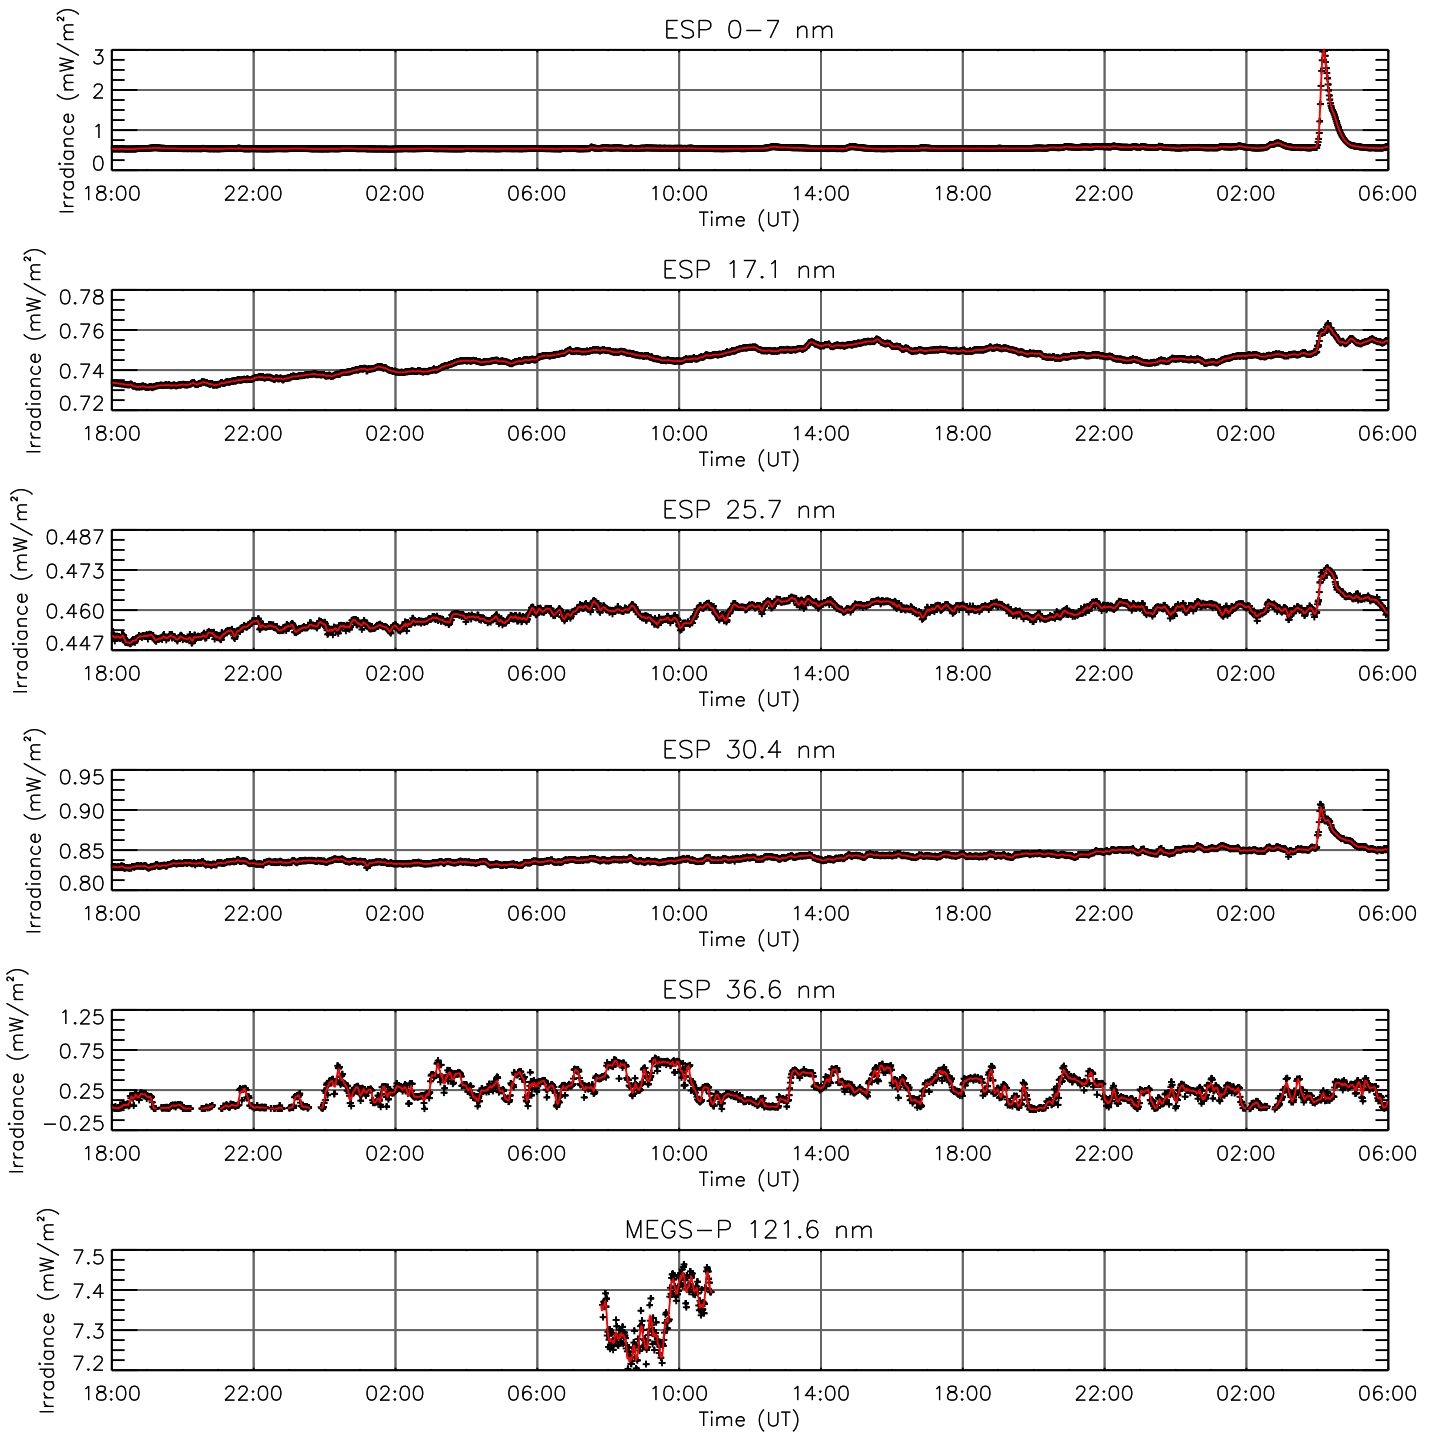 ESP 0-7 nm
Irradiance (mW/m²)
3
2
1
0
18:00 22:00 02:00 06:00 10:00 14:00 18:00 22:00 02:00 06:00
Time (UT)
ESP 17.1 nm
Irradiance (mW/m²)
0.78
0.76
0.74
0.72
18:00 22:00 02:00 06:00 10:00 14:00 18:00 22:00 02:00 06:00
Time (UT)
ESP 25.7 nm
Irradiance (mW/m²)
0.487
0.473
0.460
0.447
18:00 22:00 02:00 06:00 10:00 14:00 18:00 22:00 02:00 06:00
Time (UT)
ESP 30.4 nm
Irradiance (mW/m²)
0.95
0.90
0.85
0.80
18:00 22:00 02:00 06:00 10:00 14:00 18:00 22:00 02:00 06:00
Time (UT)
ESP 36.6 nm
Irradiance (mW/m²)
1.25
0.75
0.25
-0.25
18:00 22:00 02:00 06:00 10:00 14:00 18:00 22:00 02:00 06:00
Time (UT)
MEGS-P 121.6 nm
Irradiance (mW/m²)
7.5
7.4
7.3
7.2
18:00 22:00 02:00 06:00 10:00 14:00 18:00 22:00 02:00 06:00
Time (UT)